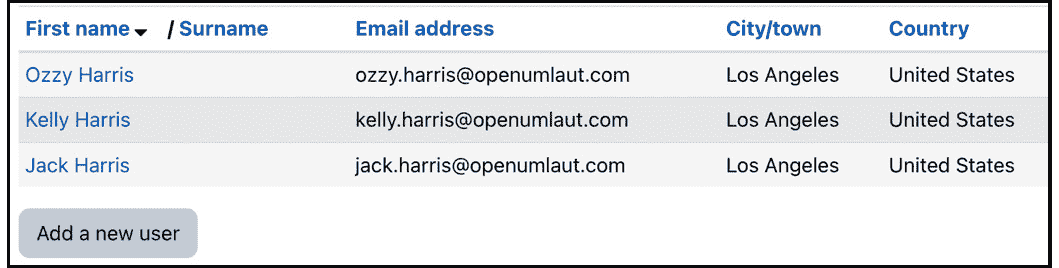 First name / Surname Email address City/town Country
Ozzy Harris ozzy.harris@openumlaut.com Los Angeles United States
Kelly Harris kelly.harris@openumlaut.com Los Angeles United States
Jack Harris jack.harris@openumlaut.com Los Angeles United States
Add a new user